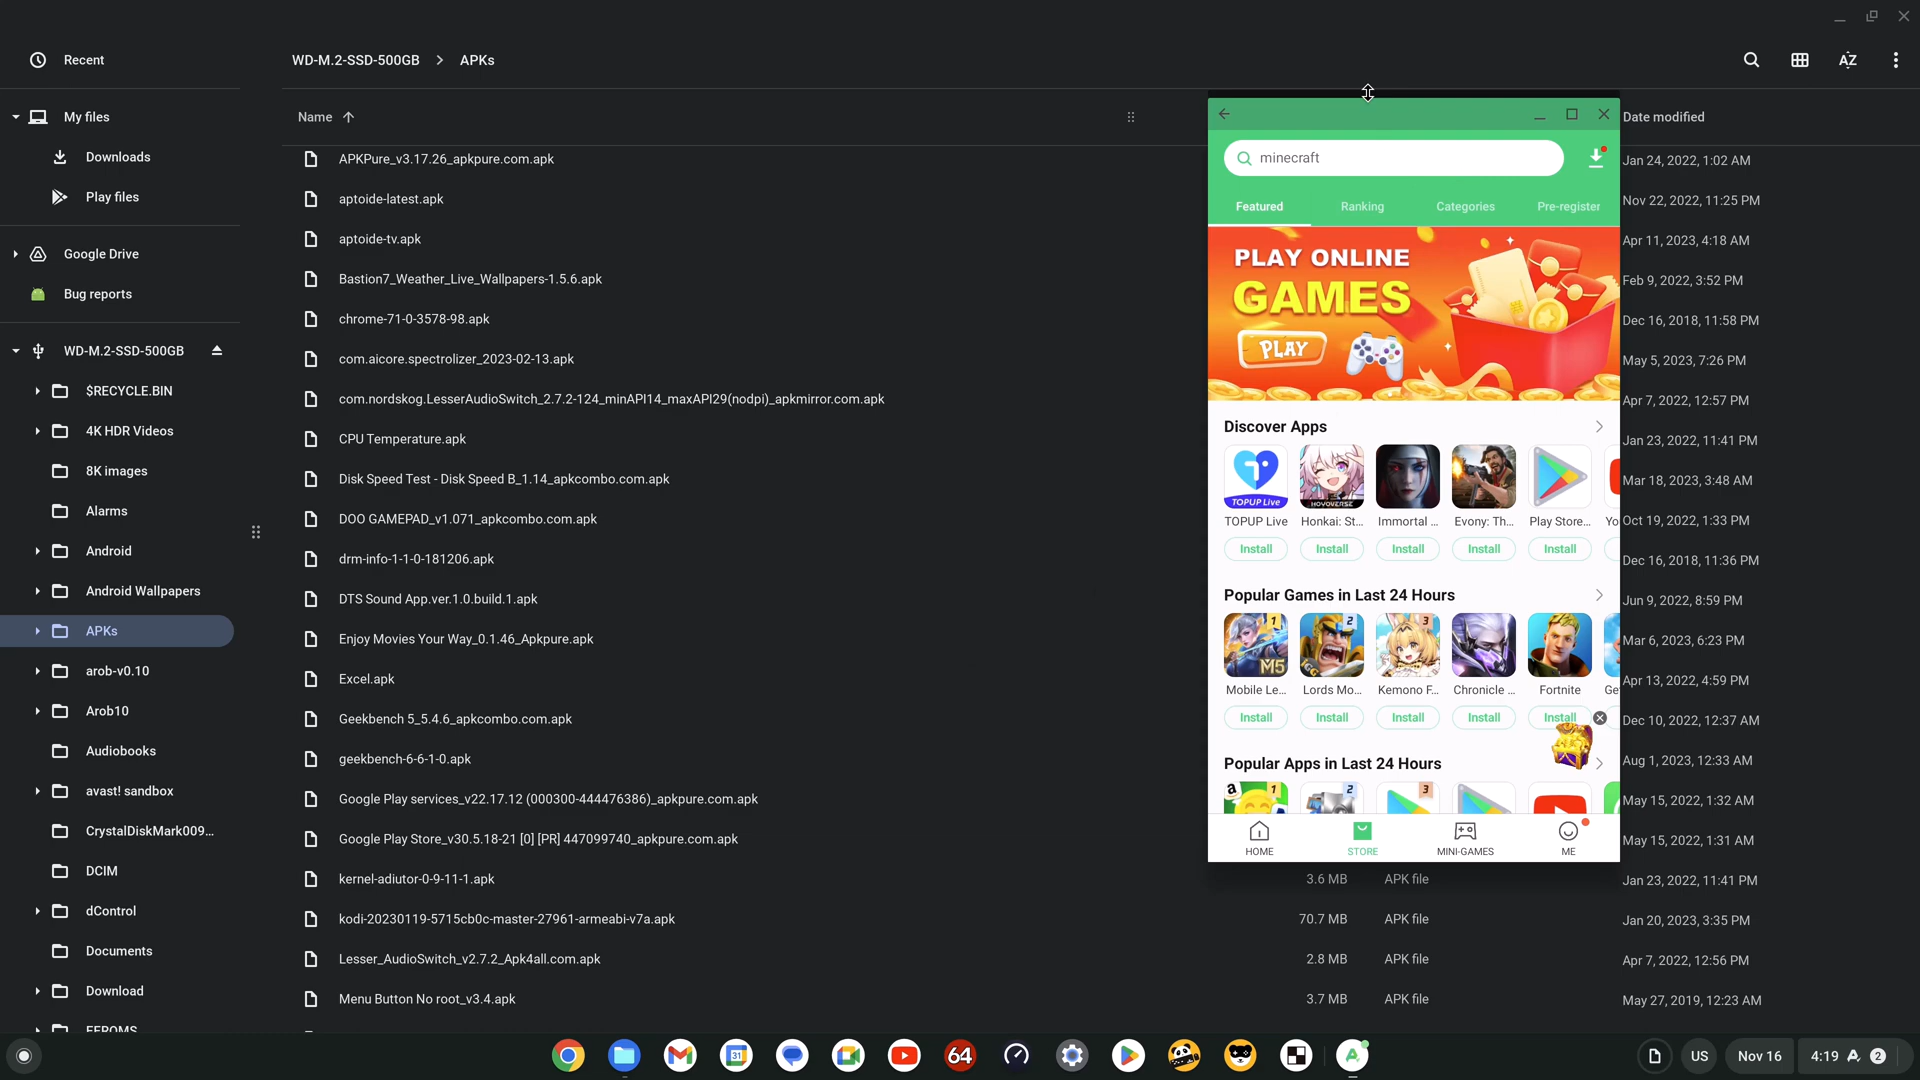 Recent
My files
Downloads
Play files
Google Drive
Bug reports
WD-M.2-SSD-500GB
$RECYCLE.BIN
4K HDR Videos
8K images
Alarms
Android
Android Wallpapers
APKs
arob-v0.10
Arob10
Audiobooks
avast! sandbox
CrystalDiskMark009...
DCIM
dControl
Documents
Download
WD-M.2-SSD-500GB > APKs
AZ
Name
Date modified
APKPure_v3.17.26_apkpure.com.apk
Jan 24, 2022, 1:02 AM
aptoide-latest.apk
Nov 22, 2022, 11:25 PM
aptoide-tv.apk
Apr 11, 2023, 4:18 AM
Bastion7_Weather_Live_Wallpapers-1.5.6.apk
Feb 9, 2022, 3:52 PM
chrome-71-0-3578-98.apk
Dec 16, 2018, 11:58 PM
com.aicore.spectrolizer_2023-02-13.apk
May 5, 2023, 7:26 PM
com.nordskog.LesserAudioSwitch_2.7.2-124_minAPI14_maxAPI29(nodpi)_apkmirror.com.apk
Apr 7, 2022, 12:57 PM
CPU Temperature.apk
Jan 23, 2022, 11:41 PM
Disk Speed Test - Disk Speed B_1.14_apkcombo.com.apk
Mar 18, 2023, 3:48 AM
DOO GAMEPAD_v1.071_apkcombo.com.apk
Oct 19, 2022, 1:33 PM
drm-info-1-1-0-181206.apk
Dec 16, 2018, 11:36 PM
DTS Sound App.ver.1.0.build.1.apk
Jun 9, 2022, 8:59 PM
Enjoy Movies Your Way_0.1.46_Apkpure.apk
Mar 6, 2023, 6:23 PM
Excel.apk
Apr 13, 2022, 4:59 PM
Geekbench 5_5.4.6_apkcombo.com.apk
Dec 10, 2022, 12:37 AM
geekbench-6-6-1-0.apk
Aug 1, 2023, 12:33 AM
Google Play services_v22.17.12 (000300-444476386)_apkpure.com.apk
May 15, 2022, 1:32 AM
Google Play Store_v30.5.18-21 [0] [PR] 447099740_apkpure.com.apk
May 15, 2022, 1:31 AM
kernel-adiutor-0-9-11-1.apk
3.6 MB
APK file
Jan 23, 2022, 11:41 PM
kodi-20230119-5715cb0c-master-27961-armeabi-v7a.apk
70.7 MB
APK file
Jan 20, 2023, 3:35 PM
Lesser_AudioSwitch_v2.7.2_Apk4all.com.apk
2.8 MB
APK file
Apr 7, 2022, 12:56 PM
Menu Button No root_v3.4.apk
3.7 MB
APK file
May 27, 2019, 12:23 AM
minecraft
Featured
Ranking
Categories
Pre-register
PLAY ONLINE
GAMES
PLAY
Discover Apps
TOPUP Live
HOYOVERSE
TOPUP Live
Honkai: St...
Immortal ...
Evony: Th...
Play Store...
Yo
Install
Install
Install
Install
Install
Popular Games in Last 24 Hours
1
M5
2
IGG
3
Mobile Le...
Lords Mo...
Kemono F...
Chronicle ...
Fortnite
Ge
Install
Install
Install
Install
Install
Popular Apps in Last 24 Hours
a
1
2
3
HOME
STORE
MINI-GAMES
ME
31
64
US
Nov 16
4:19
2